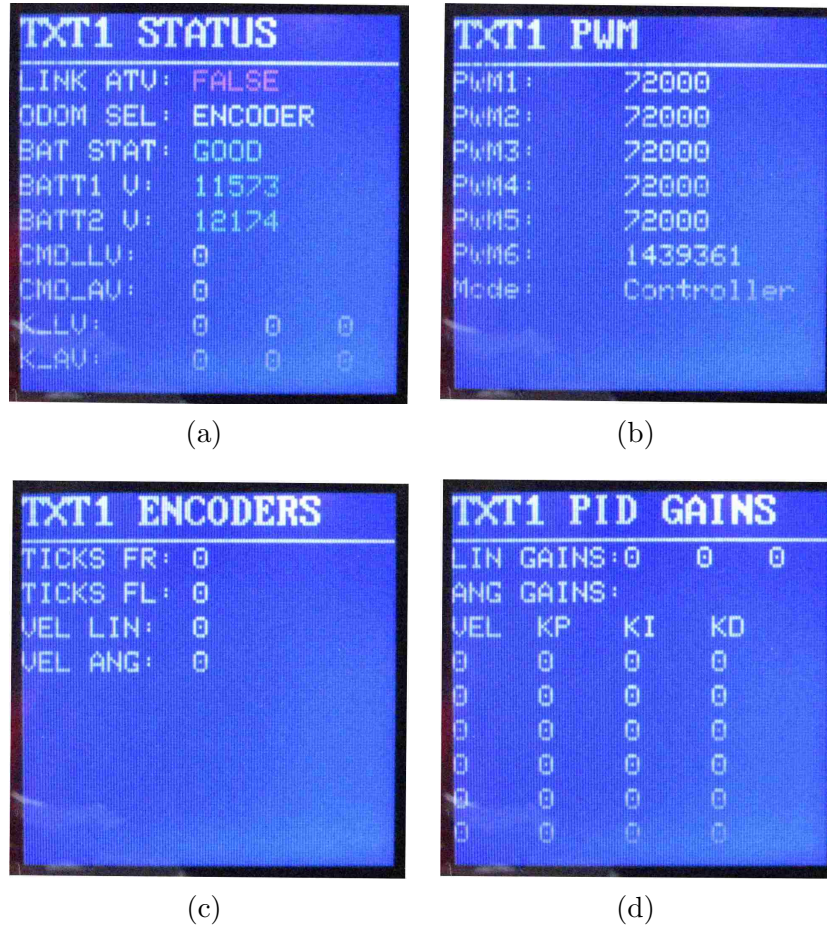 TXT1 STATUS
LINK ATV: FALSE
ODOM SEL: ENCODER
BAT STAT: GOOD
BATT1 V: 11573
BATT2 V: 12174
CMD_LV: 0
CMD_AV: 0
K_LV: 0 0 0
K_AV: 0 0 0
(a)
TXT1 PWM
PWM1: 72000
PWM2: 72000
PWM3: 72000
PWM4: 72000
PWM5: 72000
PWM6: 1439361
Mode: Controller
(b)
TXT1 ENCODERS
TICKS FR: 0
TICKS FL: 0
VEL LIN: 0
VEL ANG: 0
(c)
TXT1 PID GAINS
LIN GAINS:0 0 0
ANG GAINS:
VEL KP KI KD
0 0 0 0
0 0 0 0
0 0 0 0
0 0 0 0
0 0 0 0
0 0 0 0
(d)